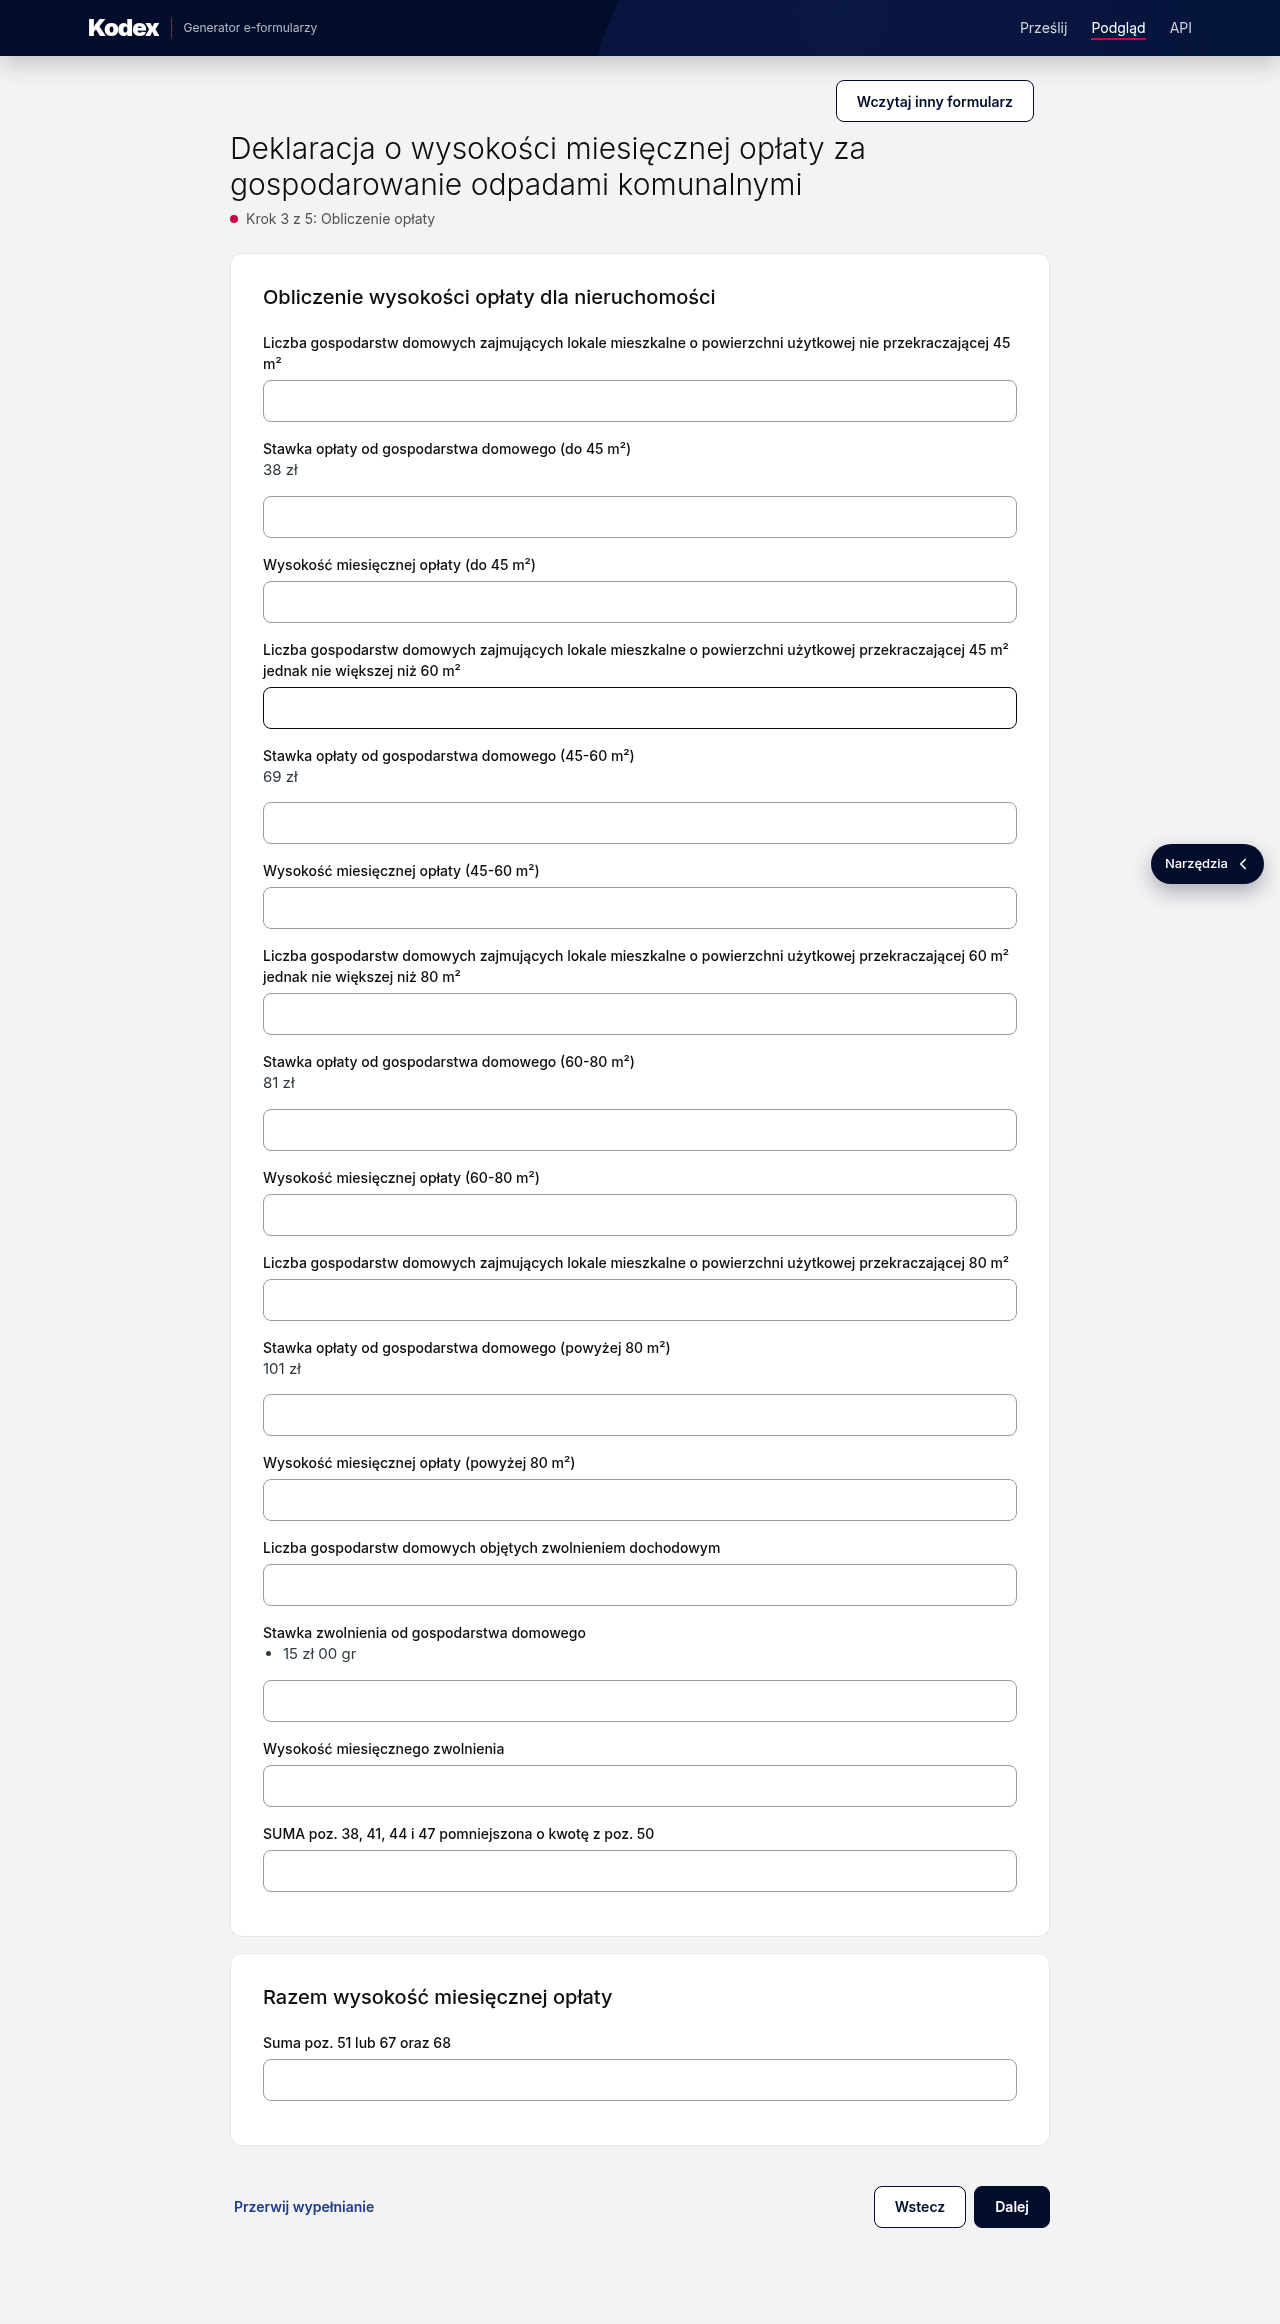 Kodex
Generator e-formularzy
Prześlij
Podgląd
API
Wczytaj inny formularz
Deklaracja o wysokości miesięcznej opłaty za
gospodarowanie odpadami komunalnymi
Krok 3 z 5: Obliczenie opłaty
Obliczenie wysokości opłaty dla nieruchomości
Liczba gospodarstw domowych zajmujących lokale mieszkalne o powierzchni użytkowej nie przekraczającej 45
m²
Stawka opłaty od gospodarstwa domowego (do 45 m²)
38 zł
Wysokość miesięcznej opłaty (do 45 m²)
Liczba gospodarstw domowych zajmujących lokale mieszkalne o powierzchni użytkowej przekraczającej 45 m²
jednak nie większej niż 60 m²
Stawka opłaty od gospodarstwa domowego (45-60 m²)
69 zł
Narzędzia
Wysokość miesięcznej opłaty (45-60 m²)
Liczba gospodarstw domowych zajmujących lokale mieszkalne o powierzchni użytkowej przekraczającej 60 m²
jednak nie większej niż 80 m²
Stawka opłaty od gospodarstwa domowego (60-80 m²)
81 zł
Wysokość miesięcznej opłaty (60-80 m²)
Liczba gospodarstw domowych zajmujących lokale mieszkalne o powierzchni użytkowej przekraczającej 80 m²
Stawka opłaty od gospodarstwa domowego (powyżej 80 m²)
101 zł
Wysokość miesięcznej opłaty (powyżej 80 m²)
Liczba gospodarstw domowych objętych zwolnieniem dochodowym
Stawka zwolnienia od gospodarstwa domowego
• 15 zł 00 gr
Wysokość miesięcznego zwolnienia
SUMA poz. 38, 41, 44 i 47 pomniejszona o kwotę z poz. 50
Razem wysokość miesięcznej opłaty
Suma poz. 51 lub 67 oraz 68
Przerwij wypełnianie
Wstecz
Dalej